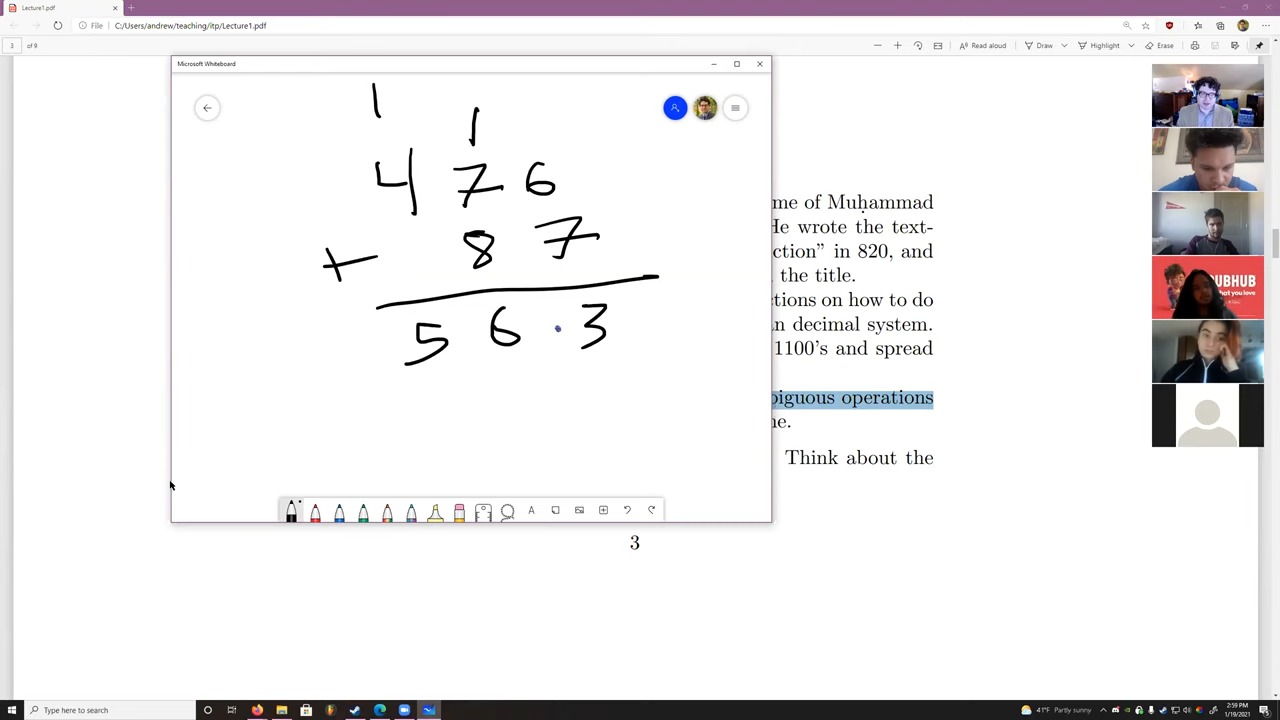 Lecture1.pdf
File
C:/Users/andrew/teaching/itp/Lecture1.pdf
3
of 9
Read aloud
Draw
Highlight
Erase
Microsoft Whiteboard
1
1
4 7 6
+ 8 7
5 6 3
me of Muḥammad
He wrote the text-
ction” in 820, and
the title.
ctions on how to do
n decimal system.
1100’s and spread
biguous operations
ne.
Think about the
A
3
UBHUB
hat you love
Type here to search
41°F Partly sunny
2:59 PM
1/19/2021